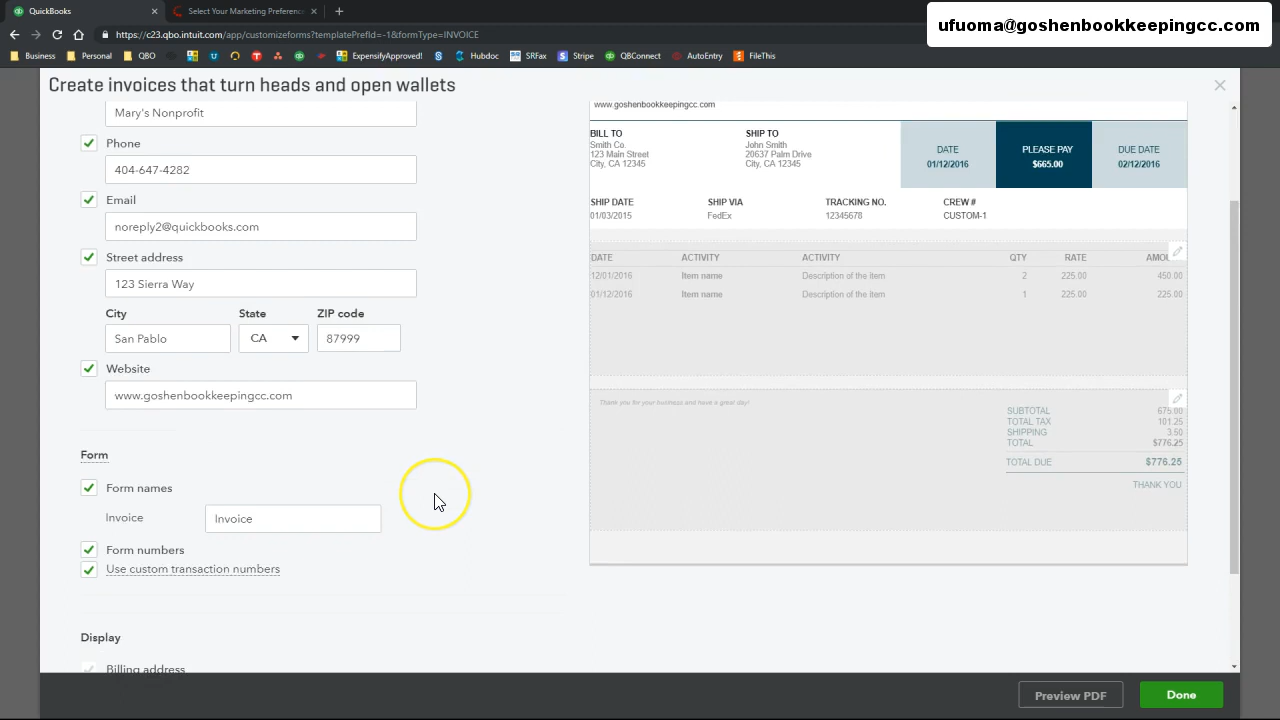 QuickBooks
Select Your Marketing Preferenc
ufuoma@goshenbookkeepingcc.com
https://c23.qbo.intuit.com/app/customizeforms?templatePrefId=-1&formType=INVOICE
Business
Personal
QBO
ExpensifyApproved!
Hubdoc
SRFax
Stripe
QBConnect
AutoEntry
FileThis
Create invoices that turn heads and open wallets
Mary's Nonprofit
Phone
404-647-4282
Email
noreply2@quickbooks.com
Street address
123 Sierra Way
City State ZIP code
San Pablo CA 87999
Website
www.goshenbookkeepingcc.com
Form
Form names
Invoice Invoice
Form numbers
Use custom transaction numbers
Display
Billing address
www.goshenbookkeepingcc.com
BILL TO
Smith Co.
123 Main Street
City, CA 12345
SHIP TO
John Smith
20637 Palm Drive
City, CA 12345
DATE
01/12/2016
PLEASE PAY
$665.00
DUE DATE
02/12/2016
SHIP DATE SHIP VIA TRACKING NO. CREW #
01/03/2015 FedEx 12345678 CUSTOM-1
DATE ACTIVITY ACTIVITY QTY RATE
12/01/2016 Item name Description of the item 2 225.00 450.00
01/12/2016 Item name Description of the item 1 225.00 225.00
Thank you for your business and have a great day!
SUBTOTAL 675.00
TOTAL TAX 101.25
SHIPPING 3.50
TOTAL $776.25
TOTAL DUE $776.25
THANK YOU
Preview PDF
Done